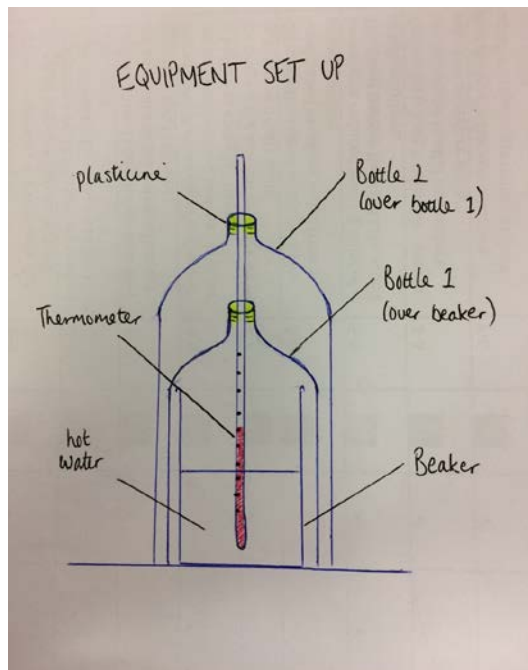 EQUIPMENT SET UP
plasticine
Bottle 2
(over bottle 1)
Bottle 1
(over beaker)
Thermometer
hot
water
Beaker